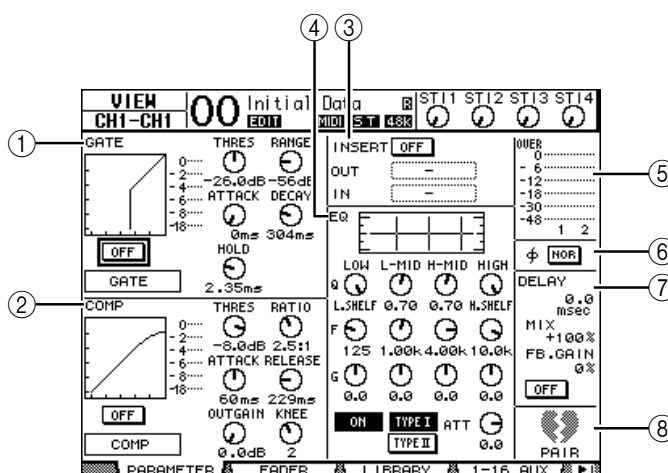 ④ ③
VIEW
CH1-CH1
00 Initial Data R
EDIT MIDI ST 48k
STI1 STI2 STI3 STI4
①
GATE
THRES RANGE
0
-2
-4
-6
-8
-18
-26.0dB -56dB
ATTACK DECAY
0ms 304ms
HOLD
2.35ms
OFF
GATE
②
COMP
THRES RATIO
0
-2
-4
-6
-8
-18
-8.0dB 2.5:1
ATTACK RELEASE
60ms 229ms
OUTGAIN KNEE
0.0dB 2
OFF
COMP
INSERT OFF
OUT -
IN -
EQ
LOW L-MID H-MID HIGH
Q
L.SHELF 0.70 0.70 H.SHELF
F
125 1.00k 4.00k 10.0k
G
0.0 0.0 0.0 0.0
ON TYPE I ATT
TYPE II 0.0
OVER
0
-6
-12
-18
-30
-48
1 2
⑤
NOR
⑥
DELAY
⑦
0.0
msec
MIX
+100%
FB.GAIN
0%
OFF
⑧
PAIR
PARAMETER FADER LIBRARY 1-16 AUX